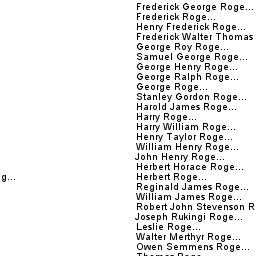 Frederick George Roge...
Frederick Roge...
Henry Frederick Roge...
Frederick Walter Thomas
George Roy Roge...
Samuel George Roge...
George Henry Roge...
George Ralph Roge...
George Roge...
Stanley Gordon Roge...
Harold James Roge...
Harry Roge...
Harry William Roge...
Henry Taylor Roge...
William Henry Roge...
John Henry Roge...
Herbert Horace Roge...
g...
Herbert Roge...
Reginald James Roge...
William James Roge...
Robert John Stevenson R
Joseph Rukingi Roge...
Leslie Roge...
Walter Merthyr Roge...
Owen Semmens Roge...